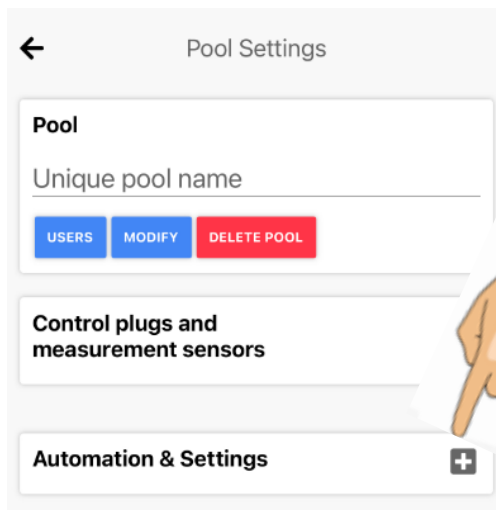 Pool Settings
Pool
Unique pool name
USERS MODIFY DELETE POOL
Control plugs and
measurement sensors
Automation & Settings